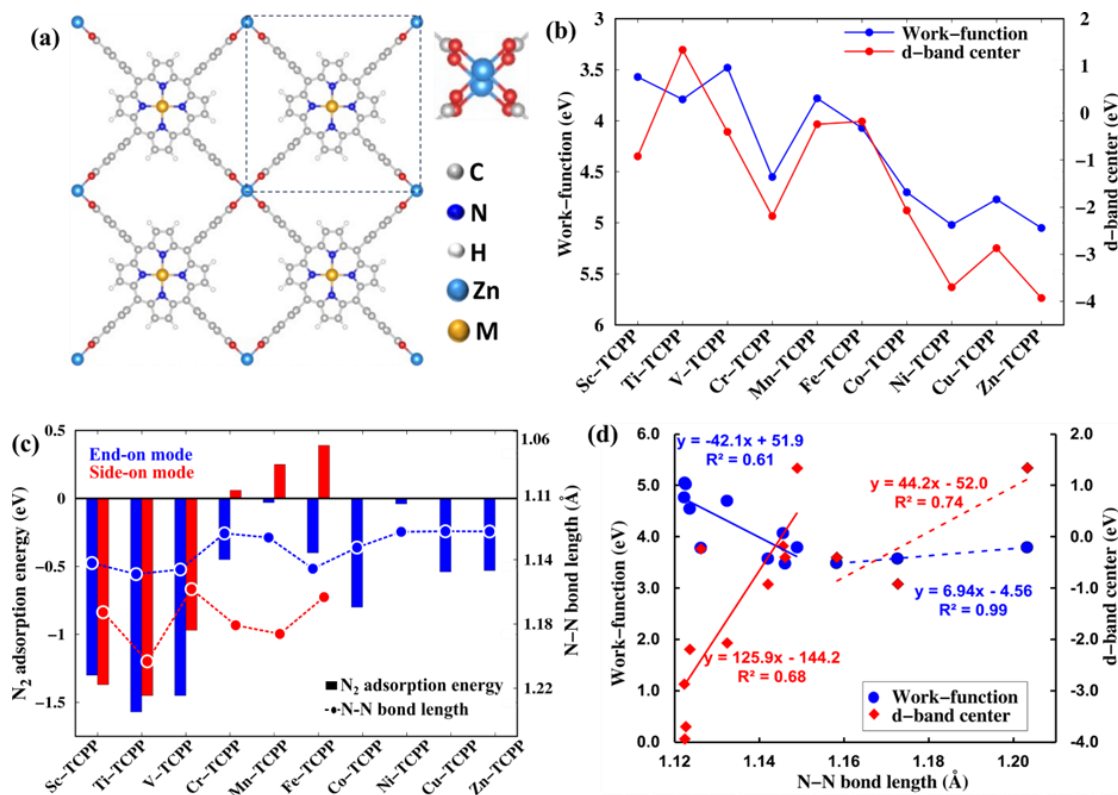 (a)
C
N
H
Zn
M
(b)
Work-function
d-band center
3
3.5
4
4.5
5
5.5
6
Work-function (eV)
2
1
0
-1
-2
-3
-4
d-band center (eV)
Sc-TCPP
Ti-TCPP
V-TCPP
Cr-TCPP
Mn-TCPP
Fe-TCPP
Co-TCPP
Ni-TCPP
Cu-TCPP
Zn-TCPP
(c)
End-on mode
Side-on mode
0.5
0
-0.5
-1
-1.5
N₂ adsorption energy (eV)
1.06
1.11
1.14
1.18
1.22
N-N bond length (Å)
N₂ adsorption energy
N-N bond length
Sc-TCPP
Ti-TCPP
V-TCPP
Cr-TCPP
Mn-TCPP
Fe-TCPP
Co-TCPP
Ni-TCPP
Cu-TCPP
Zn-TCPP
(d)
6.0
5.0
4.0
3.0
2.0
1.0
0.0
Work-function (eV)
y = -42.1x + 51.9
R² = 0.61
y = 44.2x - 52.0
R² = 0.74
y = 6.94x - 4.56
R² = 0.99
y = 125.9x - 144.2
R² = 0.68
Work-function
d-band center
2.0
1.0
0.0
-1.0
-2.0
-3.0
-4.0
d-band center (eV)
1.12
1.14
1.16
1.18
1.20
N-N bond length (Å)